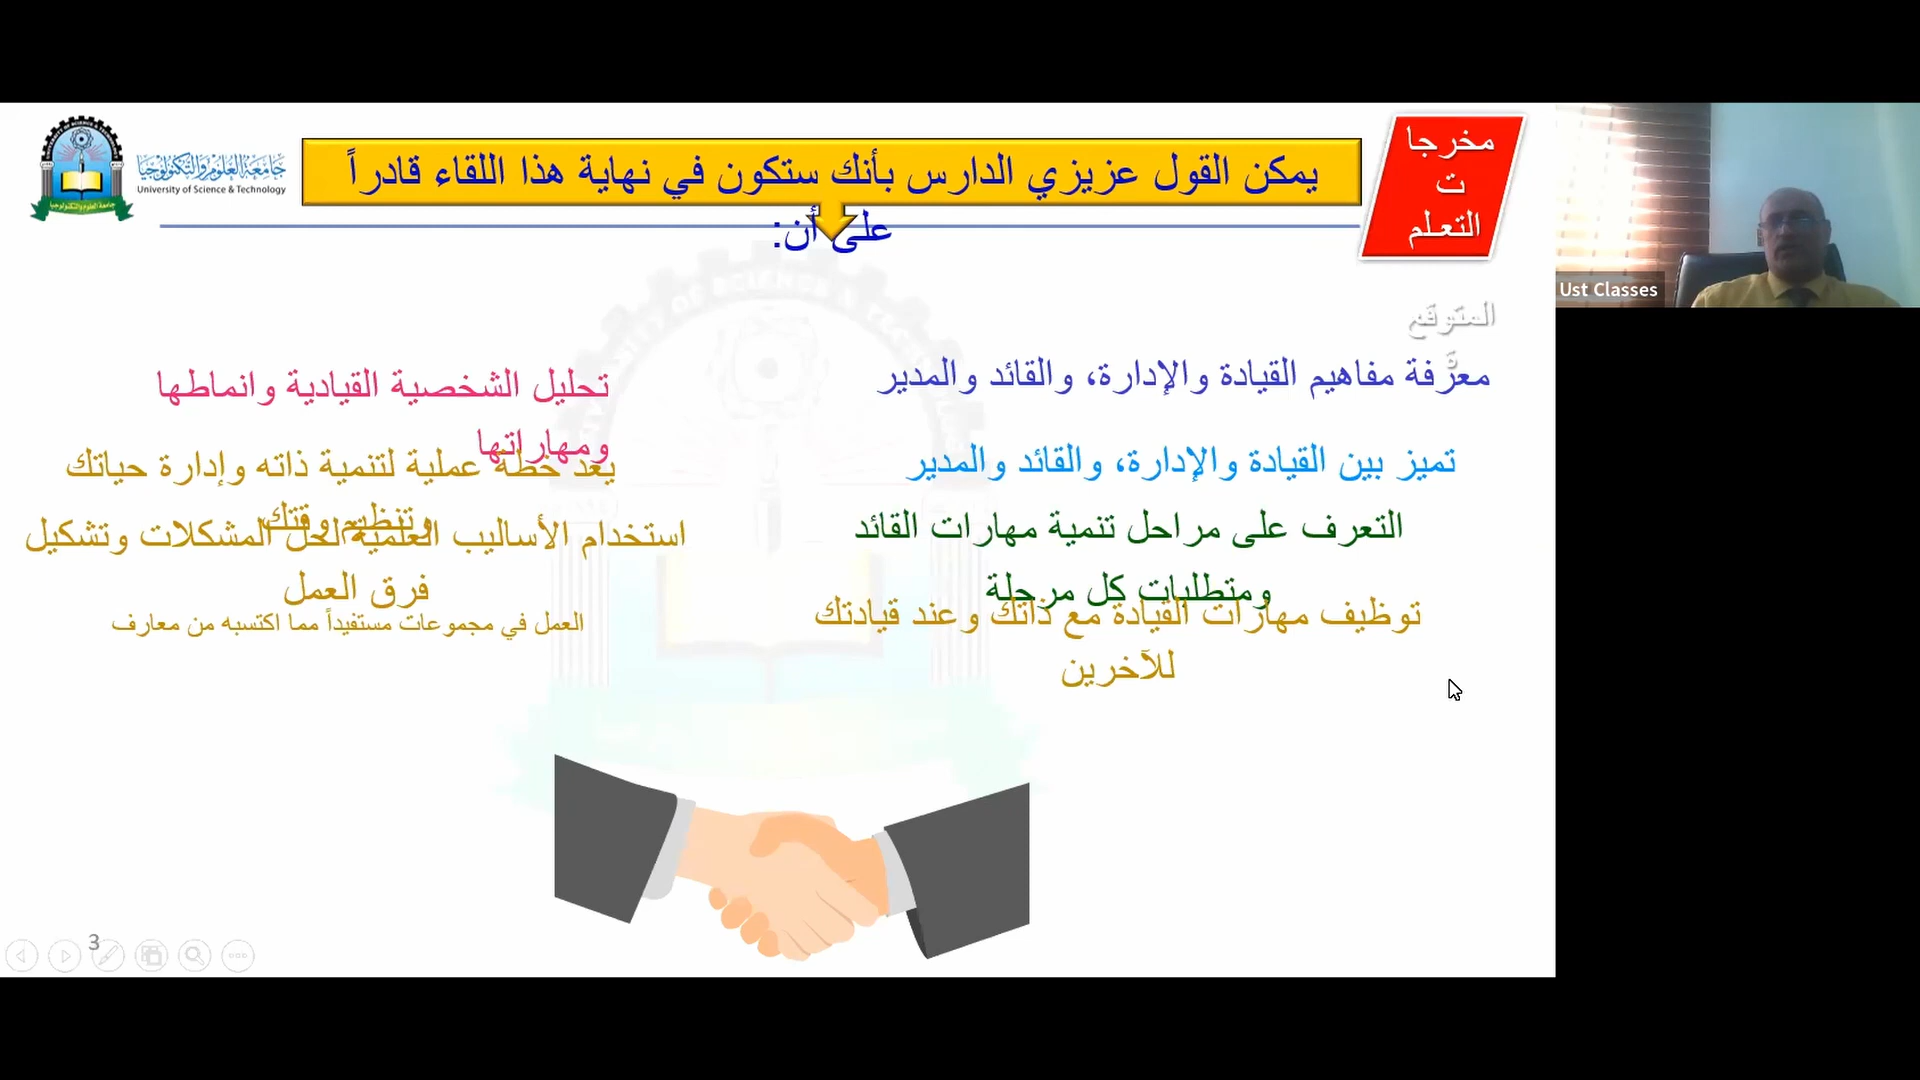 مخرجا
ت
التعلم
المتوقع
ة
يمكن القول عزيزي الدارس بأنك ستكون في نهاية هذا اللقاء قادراً
على أن:
جامعة العلوم والتكنولوجيا
University of Science & Technology
معرفة مفاهيم القيادة والإدارة، والقائد والمدير
تميز بين القيادة والإدارة، والقائد والمدير
التعرف على مراحل تنمية مهارات القائد
ومتطلبات كل مرحلة
توظيف مهارات القيادة مع ذاتك وعند قيادتك
للآخرين
تحليل الشخصية القيادية وانماطها
ومهاراتها
يعد خطة عملية لتنمية ذاته وإدارة حياتك
وتنظيم وقتك
استخدام الأساليب العلمية لحل المشكلات وتشكيل
فرق العمل
العمل في مجموعات مستفيداً مما اكتسبه من معارف
3
Ust Classes